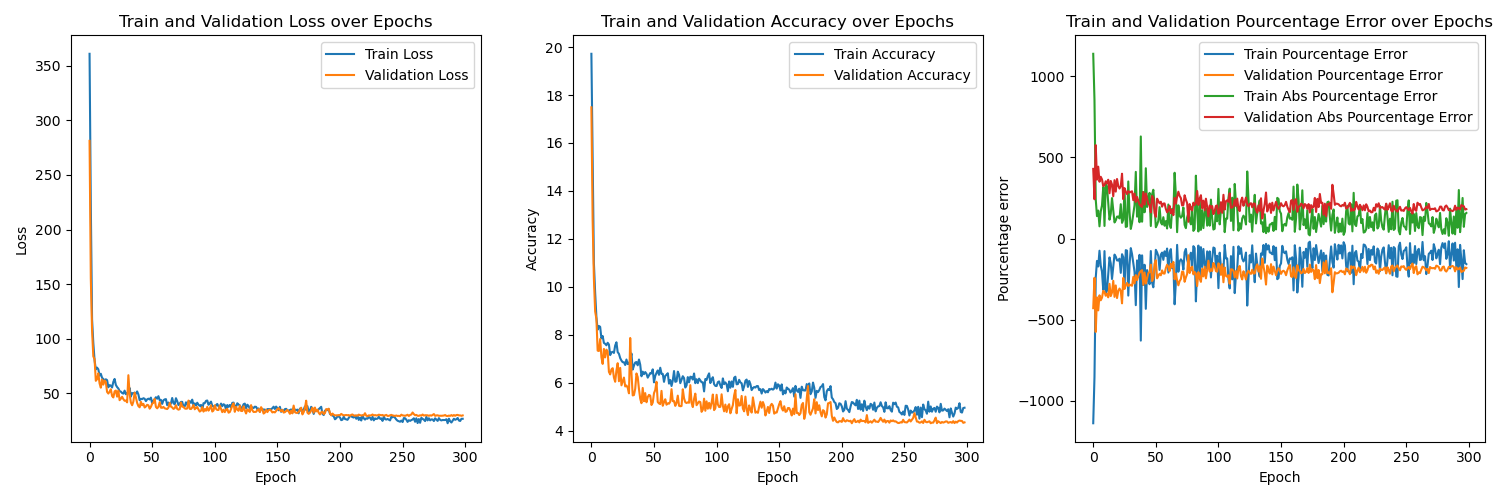 Train and Validation Loss over Epochs
Train Loss
Validation Loss
350
300
250
200
150
100
50
0
50
100
150
200
250
300
Loss
Epoch
Train and Validation Accuracy over Epochs
Train Accuracy
Validation Accuracy
20
18
16
14
12
10
8
6
4
0
50
100
150
200
250
300
Accuracy
Epoch
Train and Validation Pourcentage Error over Epochs
Train Pourcentage Error
Validation Pourcentage Error
Train Abs Pourcentage Error
Validation Abs Pourcentage Error
1000
500
0
−500
−1000
0
50
100
150
200
250
300
Pourcentage error
Epoch